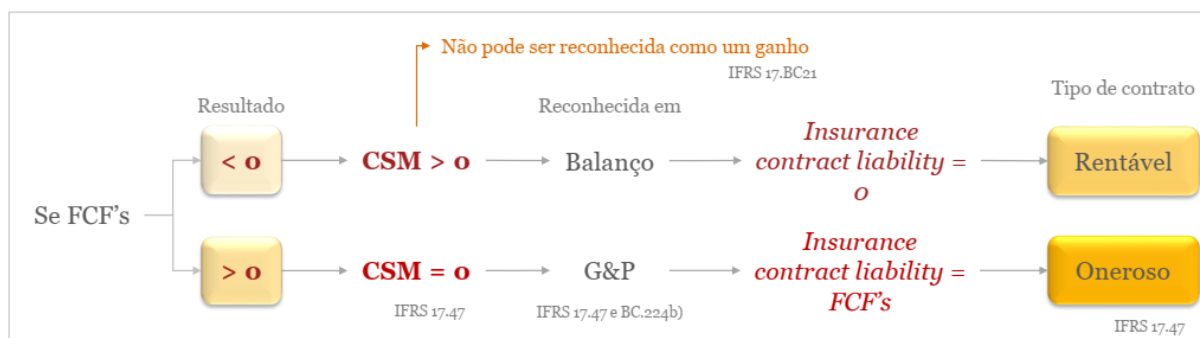 Não pode ser reconhecida como um ganho
IFRS 17.BC21
Resultado
Reconhecida em
Tipo de contrato
Se FCF's
< 0
CSM > 0
Balanço
Insurance
contract liability =
0
Rentável
> 0
CSM = 0
G&P
Insurance
contract liability =
FCF's
Oneroso
IFRS 17.47
IFRS 17.47 e BC.224b)
IFRS 17.47